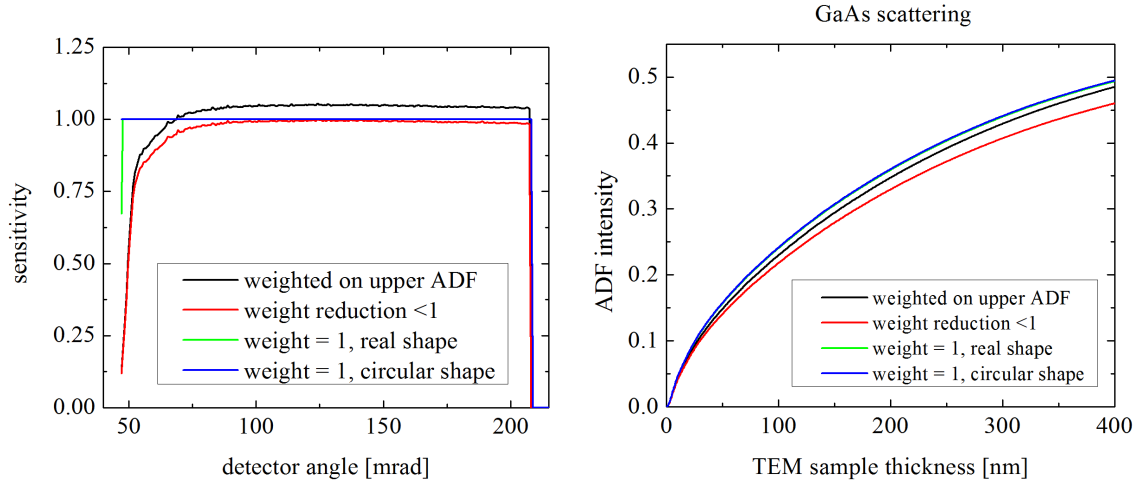 1.25
1.00
0.75
0.50
0.25
0.00
sensitivity
weighted on upper ADF
weight reduction <1
weight = 1, real shape
weight = 1, circular shape
50
100
150
200
detector angle [mrad]
GaAs scattering
0.5
0.4
0.3
0.2
0.1
0.0
ADF intensity
weighted on upper ADF
weight reduction <1
weight = 1, real shape
weight = 1, circular shape
0
100
200
300
400
TEM sample thickness [nm]